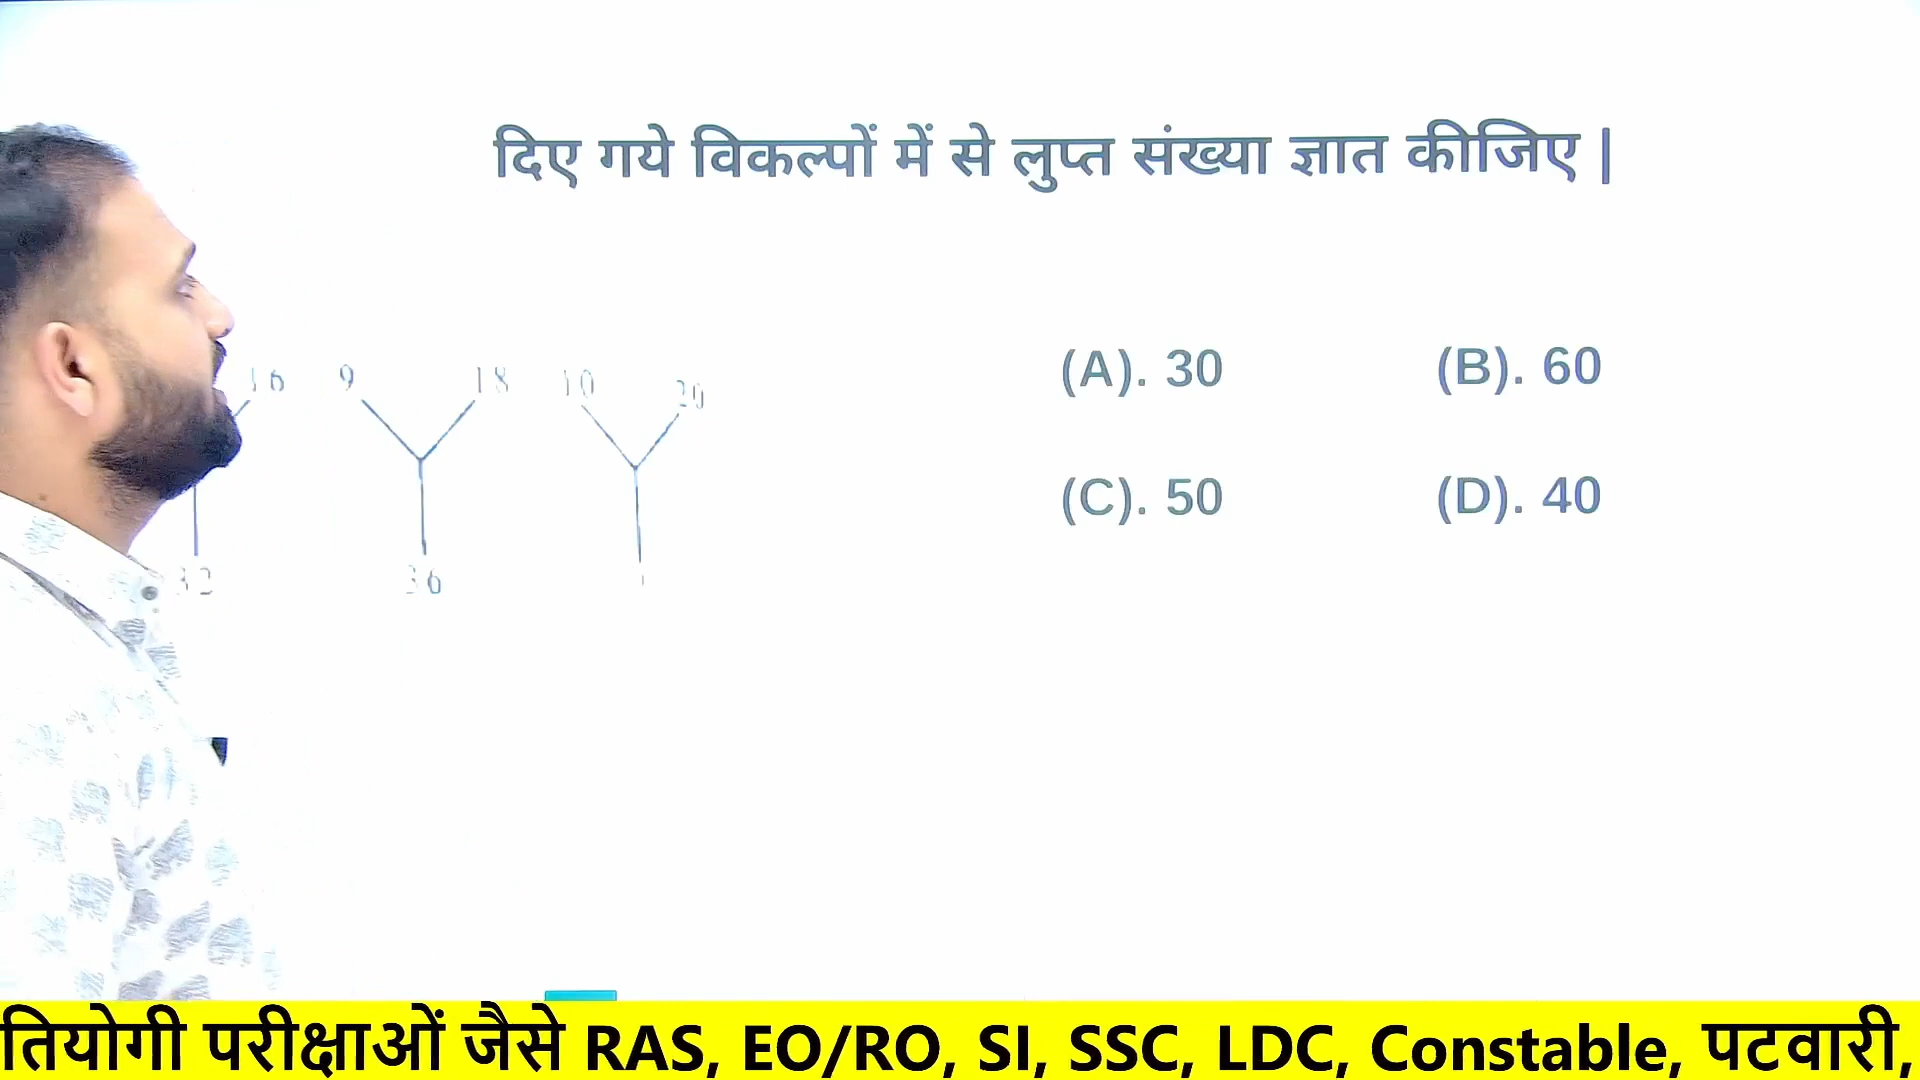 दिए गये विकल्पों में से लुप्त संख्या ज्ञात कीजिए |
16 9 18 10 20
(A). 30 (B). 60
(C). 50 (D). 40
32 36
तियोगी परीक्षाओं जैसे RAS, EO/RO, SI, SSC, LDC, Constable, पटवारी,